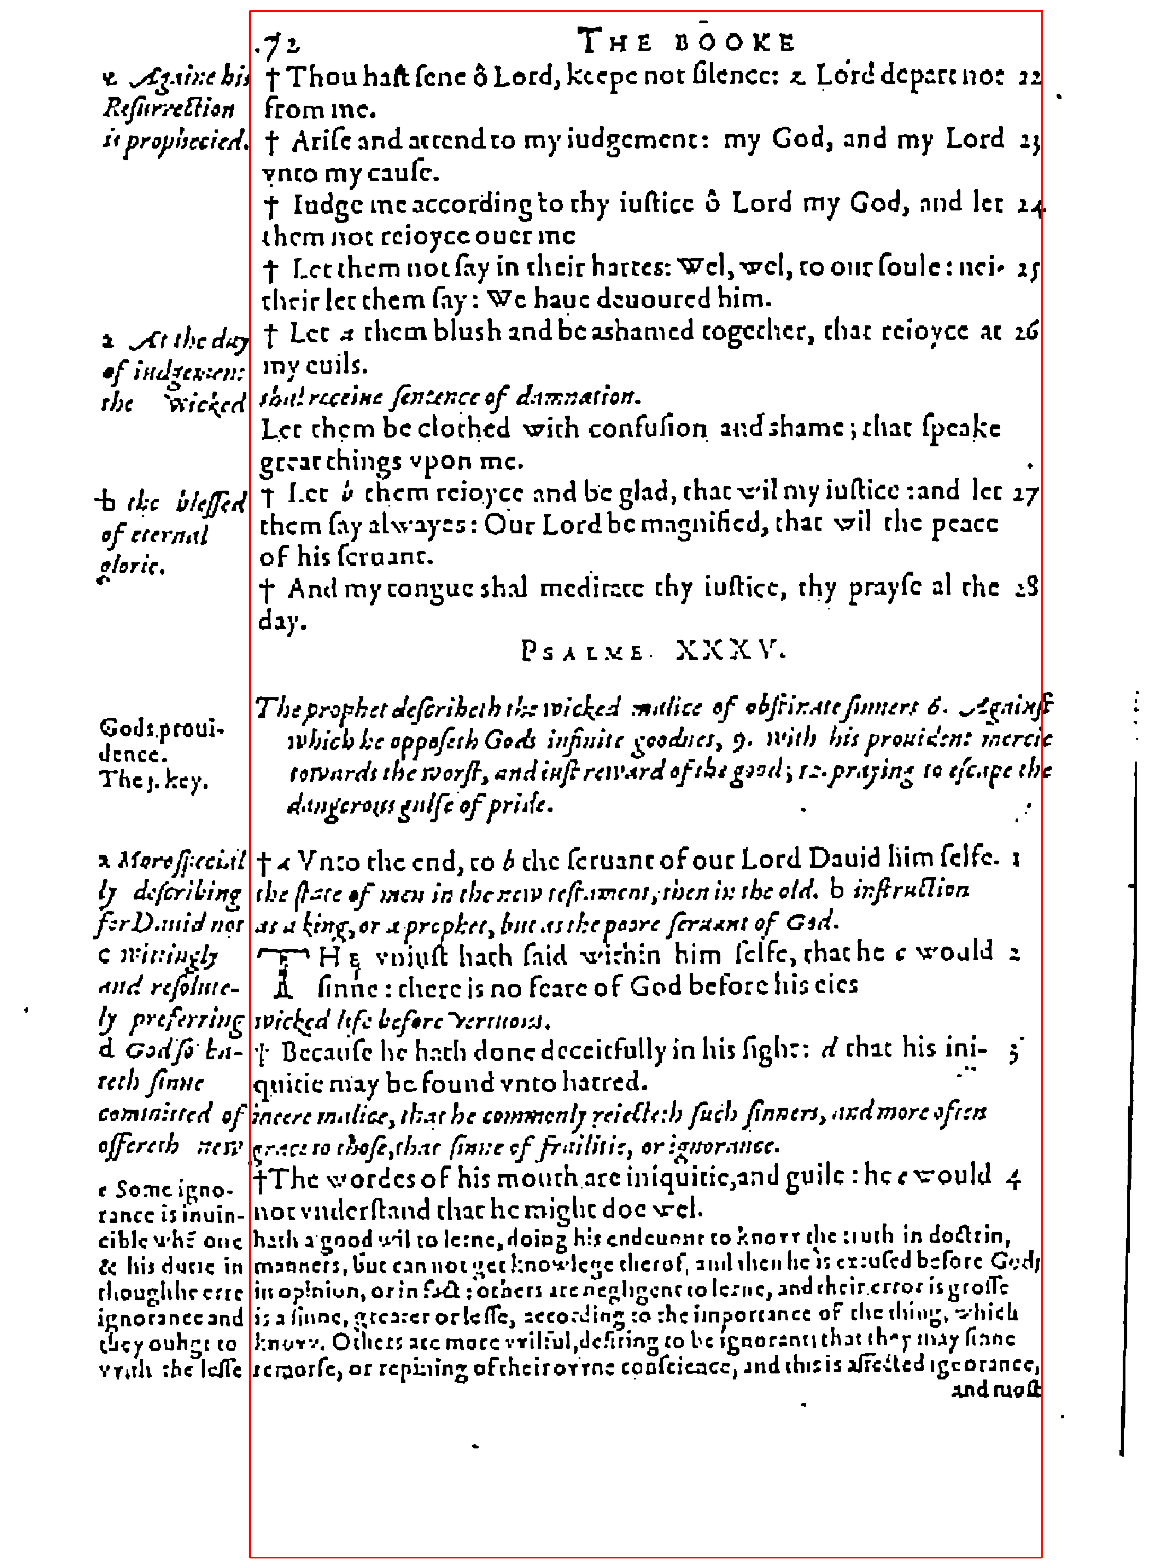 72 THE BOOKE
z Againe his
Resurrection
is prophecied.
† Thou hast sene ô Lord, keepe not silence: z Lord depart not 22
from me.
† Arise and attend to my iudgement: my God, and my Lord 23
vnto my cause.
† Iudge me according to thy iustice ô Lord my God, and let 24
them not reioyce ouer me
† Let them not say in their hartes: Wel, wel, to our soule: nei- 25
their let them say: We haue deuoured him.
a At the day
of iudgement
the wicked
† Let a them blush and be ashamed together, that reioyce at 26
my euils.
shal receiue sentence of damnation.
Let them be clothed with confusion and shame; that speake
great things vpon me.
b the blessed
of eternal
glorie.
† Let b them reioyce and be glad, that wil my iustice: and let 27
them say alwayes: Our Lord be magnified, that wil the peace
of his seruant.
† And my tongue shal meditate thy iustice, thy prayse al the 28
day.
PSALME. XXXV.
Gods proui-
dence.
The 3. key.
The prophet describeth the wicked malice of obstinate sinners 6. Against
which he opposeth Gods infinite goodnes, 9. with his prouident mercie
towards the worst, and iust reward of the good; 12. praying to escape the
dangerous gulfe of pride.
a More special
ly describing
† a Vnto the end, to b the seruant of our Lord Dauid him selfe. 1
the state of men in the new testament, then in the old. b instruction
for Dauid not as a king, or a prophet, but as the poore seruant of God.
c wittingly
and resolute-
ly preferring
THE vniust hath said within him selfe, that he c would 2
sinne: there is no feare of God before his eies
wicked life before vertuous.
d God so ha-
teth sinne
† Because he hath done deceitfully in his sight: d that his ini- 3
quitie may be found vnto hatred.
committed of meere malice, that he commonly reiecteth such sinners, and more often
offereth new grace to those, that sinne of frailitie, or ignorance.
e Some igno-
rance is inuin-
† The wordes of his mouth are iniquitie, and guile: he e would 4
not vnderstand that he might doe wel.
cible whē one hath a good wil to lerne, doing his endeuour to know the truth in doctrin,
& his dutie in manners, but can not get knowlege therof, and then he is excused before God,
though he erre in opinion, or in fact: others are negligent to lerne, and their error is grosse
ignorance and is a sinne, greater or lesse, according to the importance of the thing, which
they ought to know. Others are more wilful, desiring to be ignorant that they may sinne
with the lesse remorse, or repining of their owne conscience, and this is affected ignorance,
and most